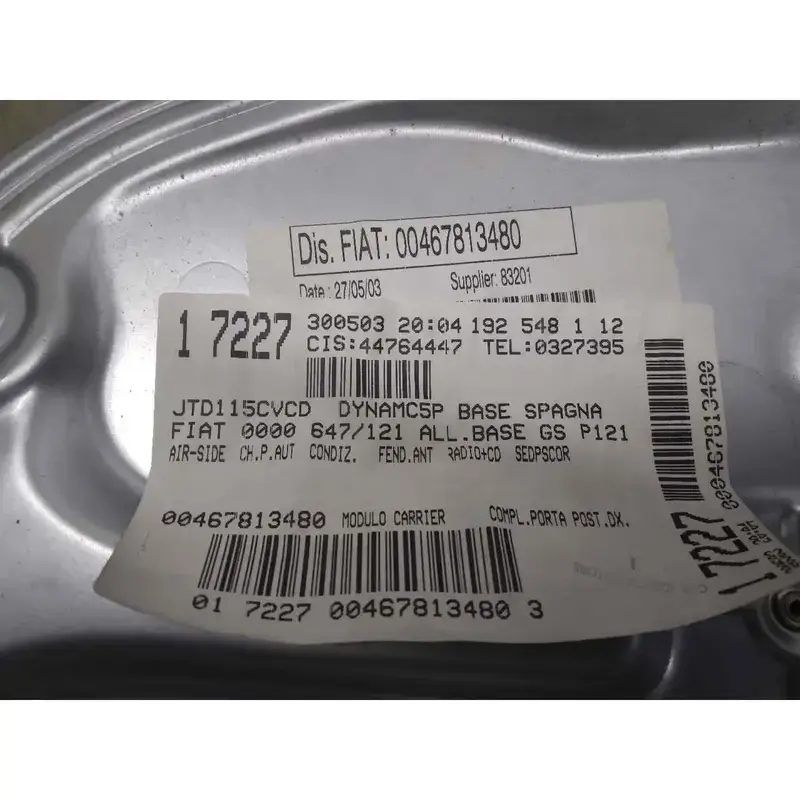 Dis. FIAT: 00467813480
Date: 27/05/03 Supplier: 83201
1 7227 300503 20:04 192 548 1 12
CIS:44764447 TEL:0327395
JTD115CVCD DYNAMC5P BASE SPAGNA
FIAT 0000 647/121 ALL.BASE GS P121
AIR-SIDE CH.P.AUT CONDIZ. FEND.ANT RADIO+CD SEDPSCOR
00467813480 MODULO CARRIER COMPL.PORTA POST.DX.
01 7227 00467813480 3
00467813480
1 7227